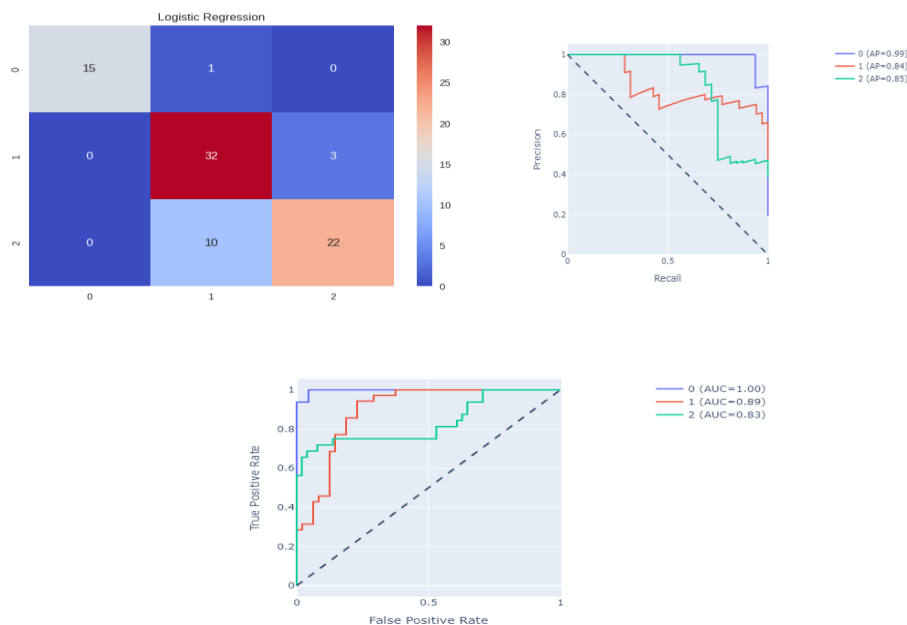 Logistic Regression
0 15 1 0
1 0 32 3
2 0 10 22
0 1 2
30
25
20
15
10
5
0
1
0.8
0.6
0.4
0.2
0
Precision
0 0.5 1
Recall
0 (AP=0.99)
1 (AP=0.84)
2 (AP=0.85)
1
0.8
0.6
0.4
0.2
0
True Positive Rate
0 0.5 1
False Positive Rate
0 (AUC=1.00)
1 (AUC=0.89)
2 (AUC=0.83)